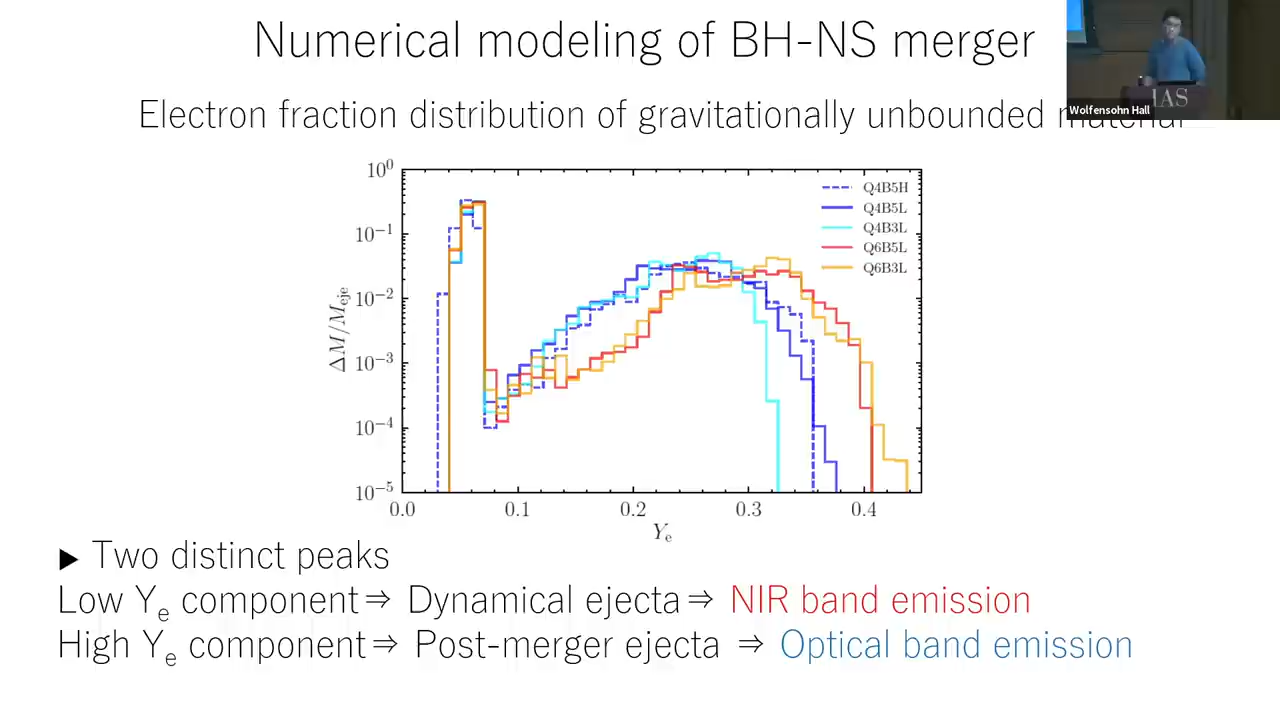 Numerical modeling of BH-NS merger
Electron fraction distribution of gravitationally unbounded material
Wolfensohn Hall
IAS
10⁰
10⁻¹
10⁻²
10⁻³
10⁻⁴
10⁻⁵
ΔM/M_eje
Q4B5H
Q4B5L
Q4B3L
Q6B5L
Q6B3L
0.0 0.1 0.2 0.3 0.4
Y_e
▶ Two distinct peaks
Low Y_e component⇒ Dynamical ejecta⇒ NIR band emission
High Y_e component⇒ Post-merger ejecta ⇒ Optical band emission